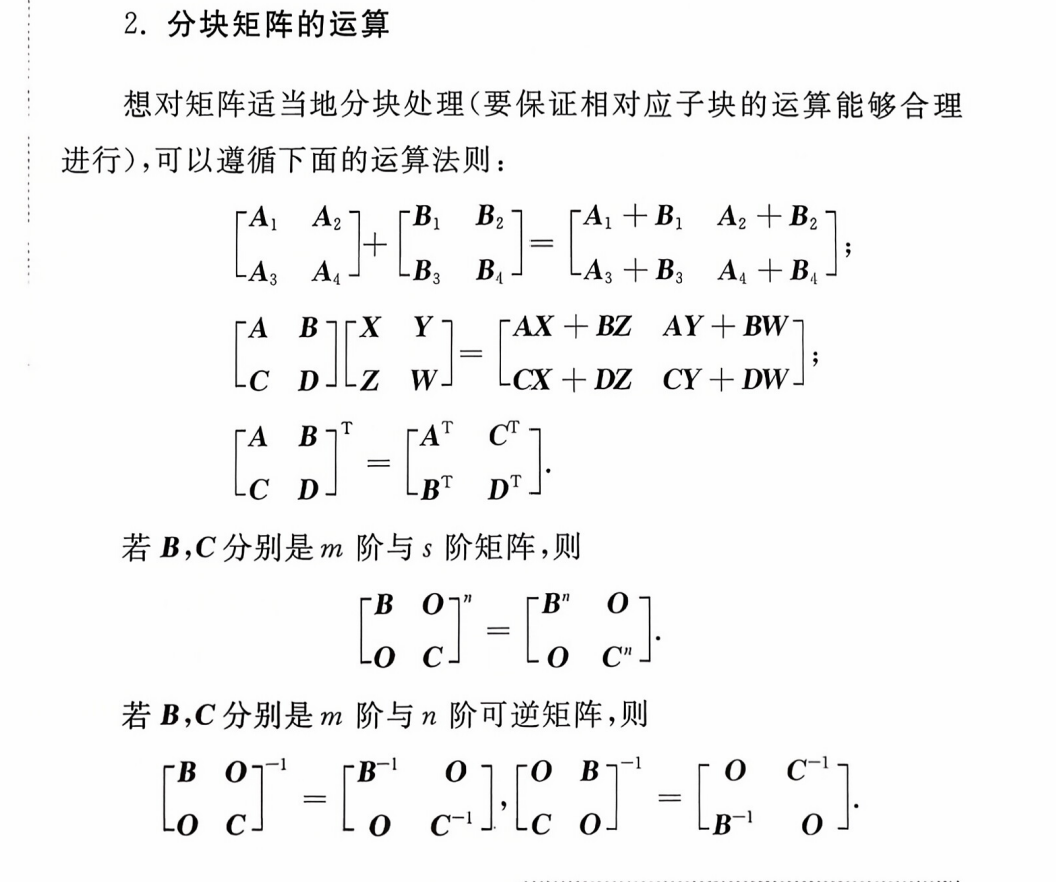 2. 分块矩阵的运算
想对矩阵适当地分块处理(要保证相对应子块的运算能够合理
进行),可以遵循下面的运算法则:
[A₁ A₂; A₃ A₄] + [B₁ B₂; B₃ B₄] = [A₁+B₁ A₂+B₂; A₃+B₃ A₄+B₄];
[A B; C D][X Y; Z W] = [AX+BZ AY+BW; CX+DZ CY+DW];
[A B; C D]ᵀ = [Aᵀ Cᵀ; Bᵀ Dᵀ].
若 B,C 分别是 m 阶与 s 阶矩阵,则
[B O; O C]ⁿ = [Bⁿ O; O Cⁿ].
若 B,C 分别是 m 阶与 n 阶可逆矩阵,则
[B O; O C]⁻¹ = [B⁻¹ O; O C⁻¹], [O B; C O]⁻¹ = [O C⁻¹; B⁻¹ O].